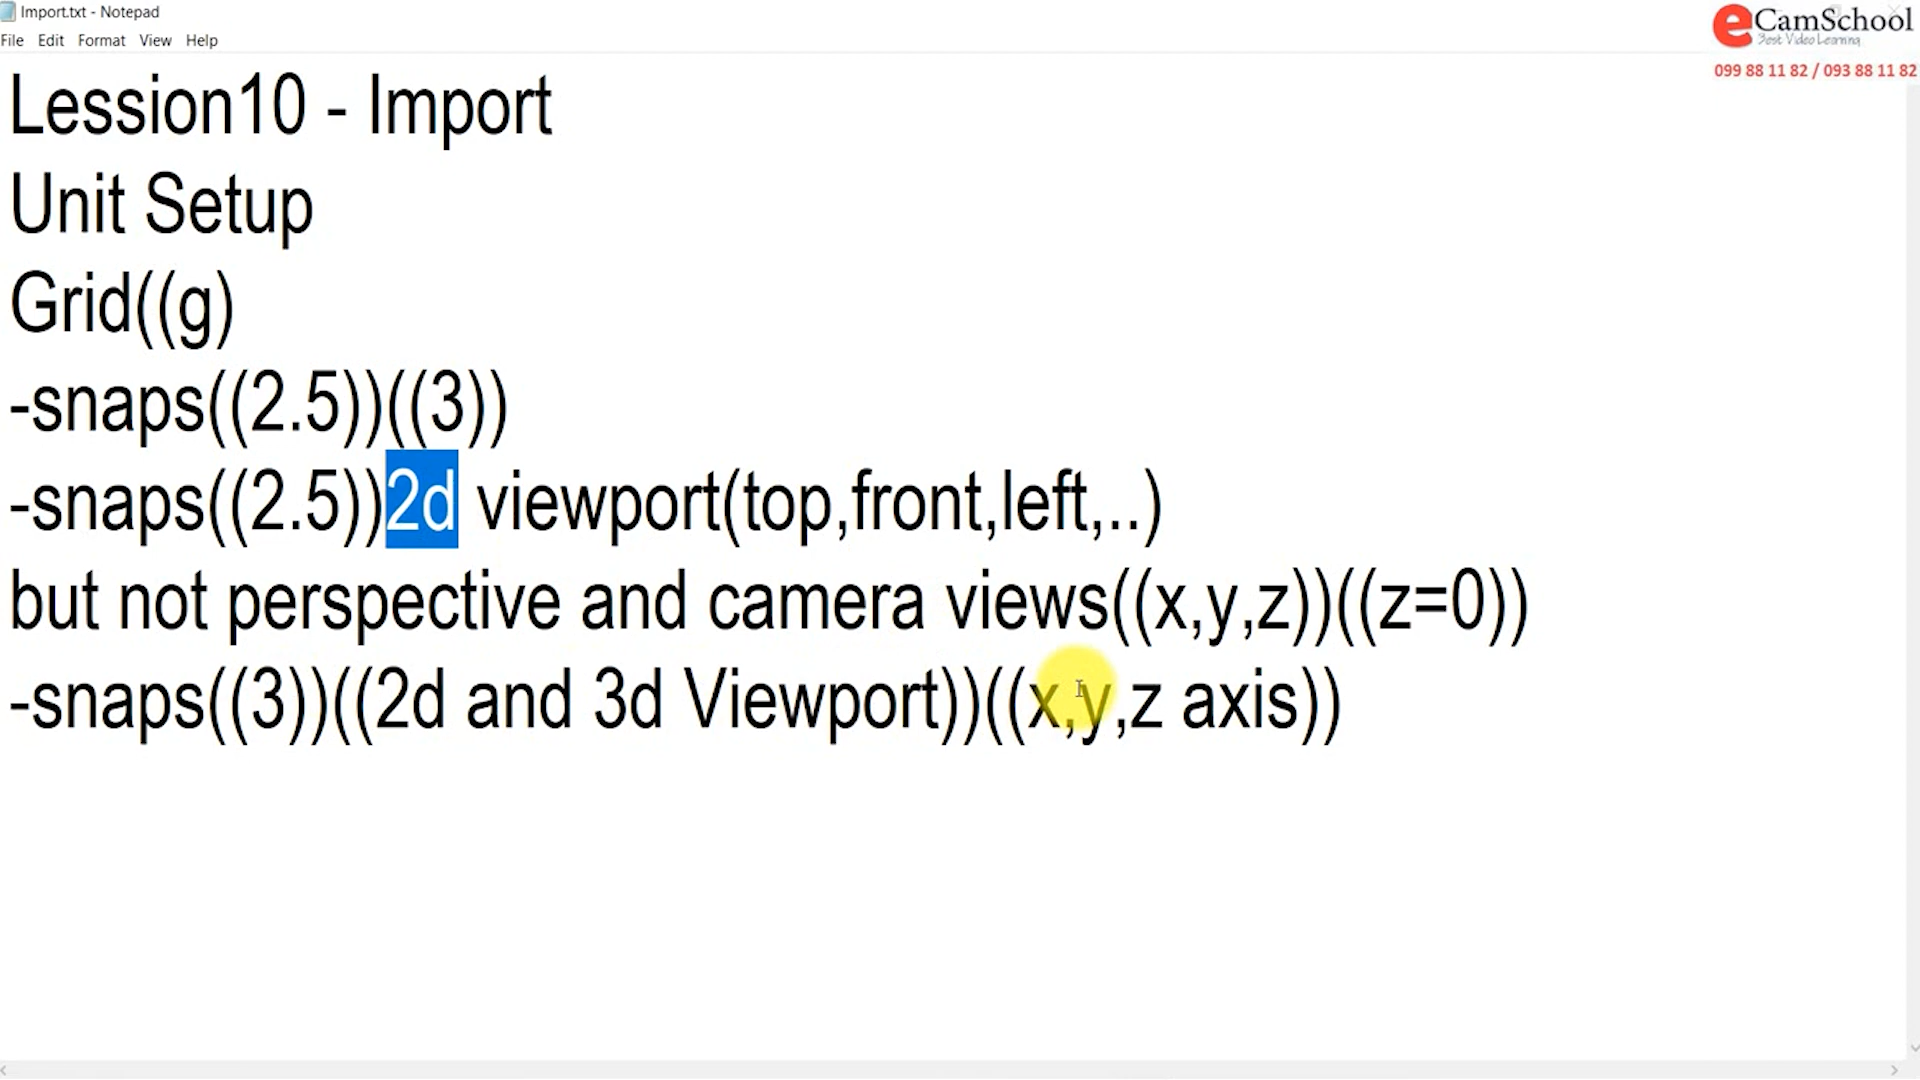 Import.txt - Notepad
File Edit Format View Help
eCamSchool
Best Video Learning
099 88 11 82 / 093 88 11 82
Lession10 - Import
Unit Setup
Grid((g)
-snaps((2.5))((3))
-snaps((2.5))2d viewport(top,front,left,..)
but not perspective and camera views((x,y,z))((z=0))
-snaps((3))((2d and 3d Viewport))((x,y,z axis))